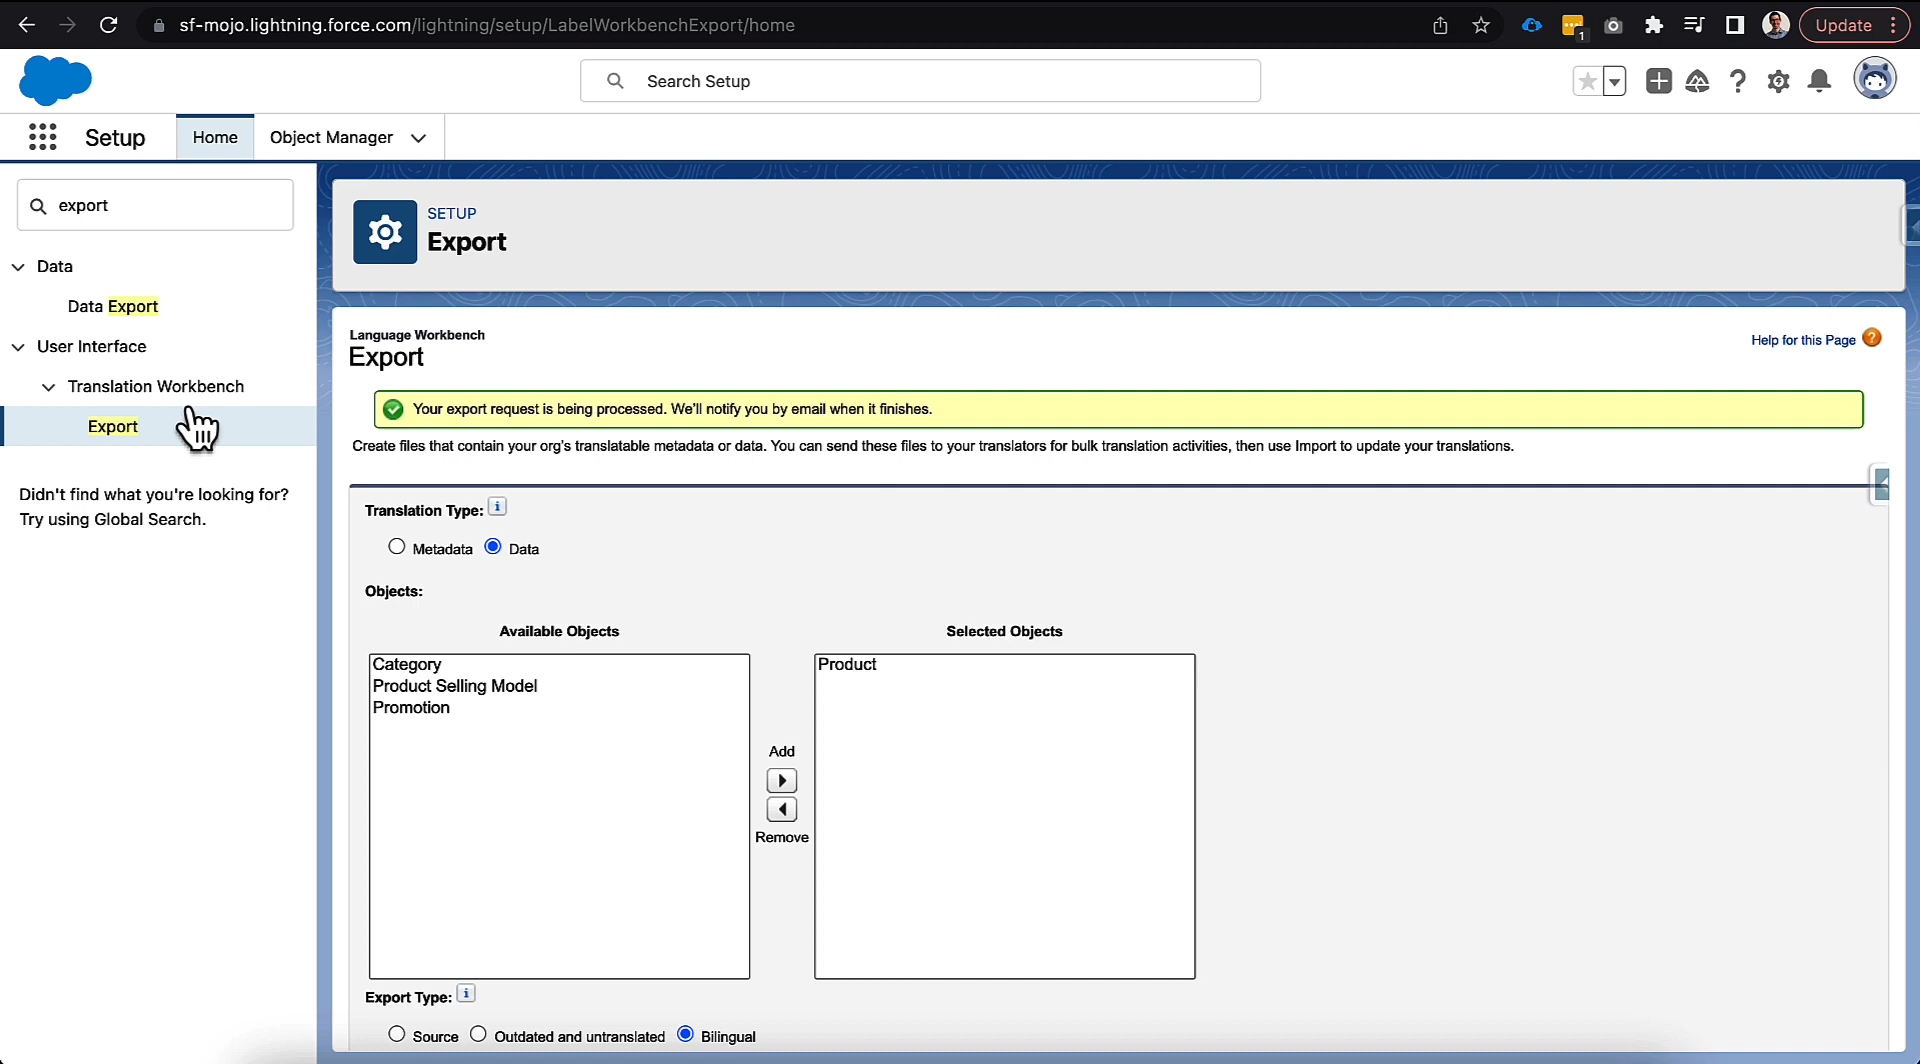 sf-mojo.lightning.force.com/lightning/setup/LabelWorkbenchExport/home
1
Update
Search Setup
Setup
Home
Object Manager
export
Data
Data Export
User Interface
Translation Workbench
Export
Didn't find what you're looking for?
Try using Global Search.
SETUP
Export
Language Workbench
Export
Help for this Page ?
Your export request is being processed. We'll notify you by email when it finishes.
Create files that contain your org's translatable metadata or data. You can send these files to your translators for bulk translation activities, then use Import to update your translations.
Translation Type: i
Metadata Data
Objects:
Available Objects
Selected Objects
Category
Product Selling Model
Promotion
Product
Add
Remove
Export Type: i
Source Outdated and untranslated Bilingual